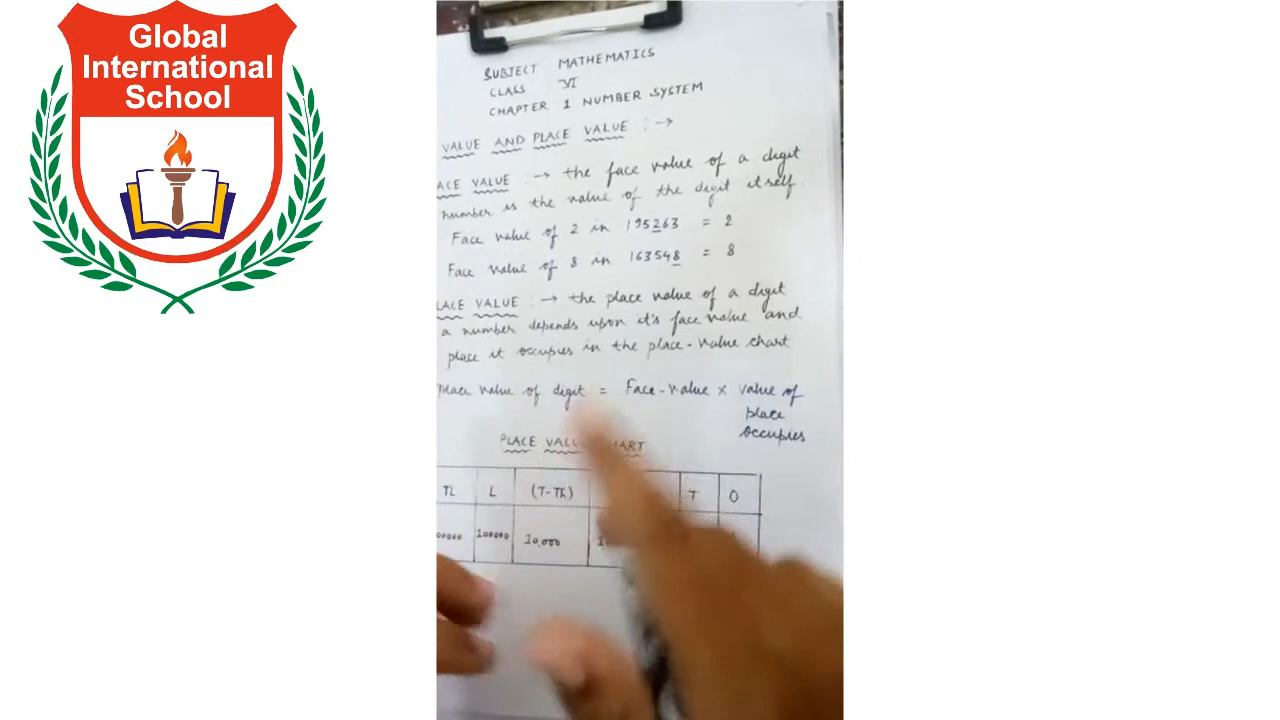 Global
International
School
SUBJECT MATHEMATICS
CLASS VI
CHAPTER 1 NUMBER SYSTEM
VALUE AND PLACE VALUE : →
ACE VALUE : → the face value of a digit
number is the value of the digit itself.
Face value of 2 in 195263 = 2
Face value of 8 in 163548 = 8
LACE VALUE : → the place value of a digit
a number depends upon it's face value and
place it occupies in the place-value chart
Place value of digit = Face-value × value of
place
occupies
PLACE VALU HART
TL L (T-Th) T O
00000 100000 10,000 1